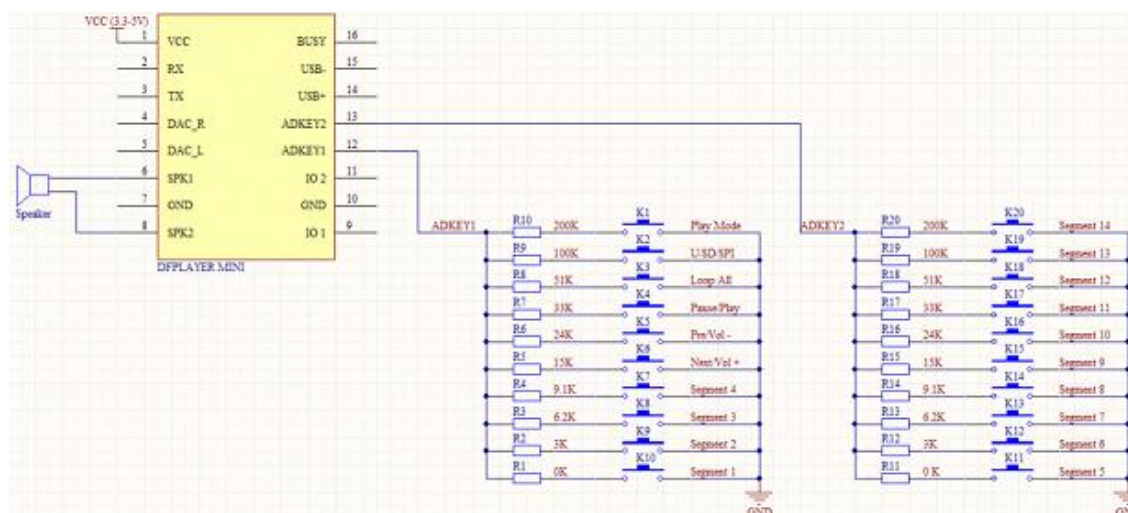 VCC (3.3-5V)
1 VCC BUSY 16
2 RX USB- 15
3 TX USB+ 14
4 DAC_R ADKEY2 13
5 DAC_L ADKEY1 12
6 SPK1 IO 2 11
7 GND GND 10
8 SPK2 IO 1 9
Speaker
DFPLAYER MINI
ADKEY1
R10 200K K1 Play Mode
R9 100K K2 U/SD/SPI
R8 51K K3 Loop All
R7 33K K4 Pause/Play
R6 24K K5 Pre/Vol -
R5 15K K6 Next/Vol +
R4 9.1K K7 Segment 4
R3 6.2K K8 Segment 3
R2 3K K9 Segment 2
R1 0K K10 Segment 1
GND
ADKEY2
R20 200K K20 Segment 14
R19 100K K19 Segment 13
R18 51K K18 Segment 12
R17 33K K17 Segment 11
R16 24K K16 Segment 10
R15 15K K15 Segment 9
R14 9.1K K14 Segment 8
R13 6.2K K13 Segment 7
R12 3K K12 Segment 6
R11 0 K K11 Segment 5